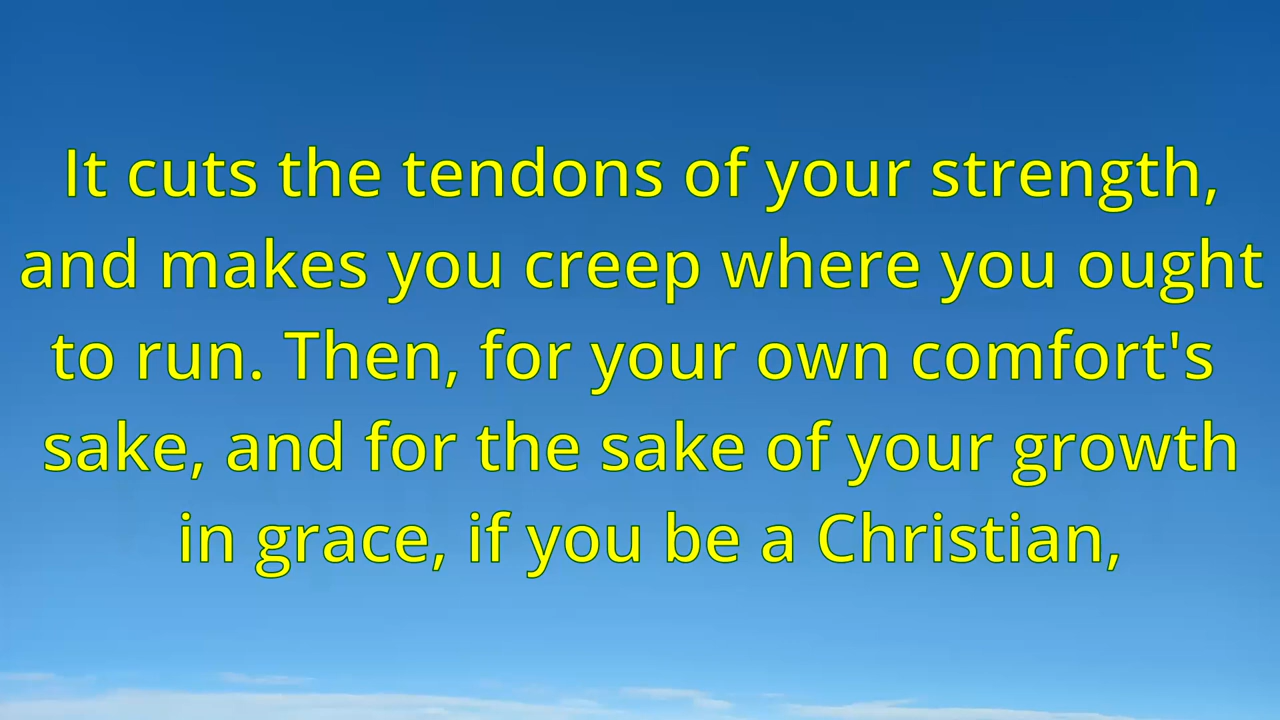 It cuts the tendons of your strength,
and makes you creep where you ought
to run. Then, for your own comfort's
sake, and for the sake of your growth
in grace, if you be a Christian,